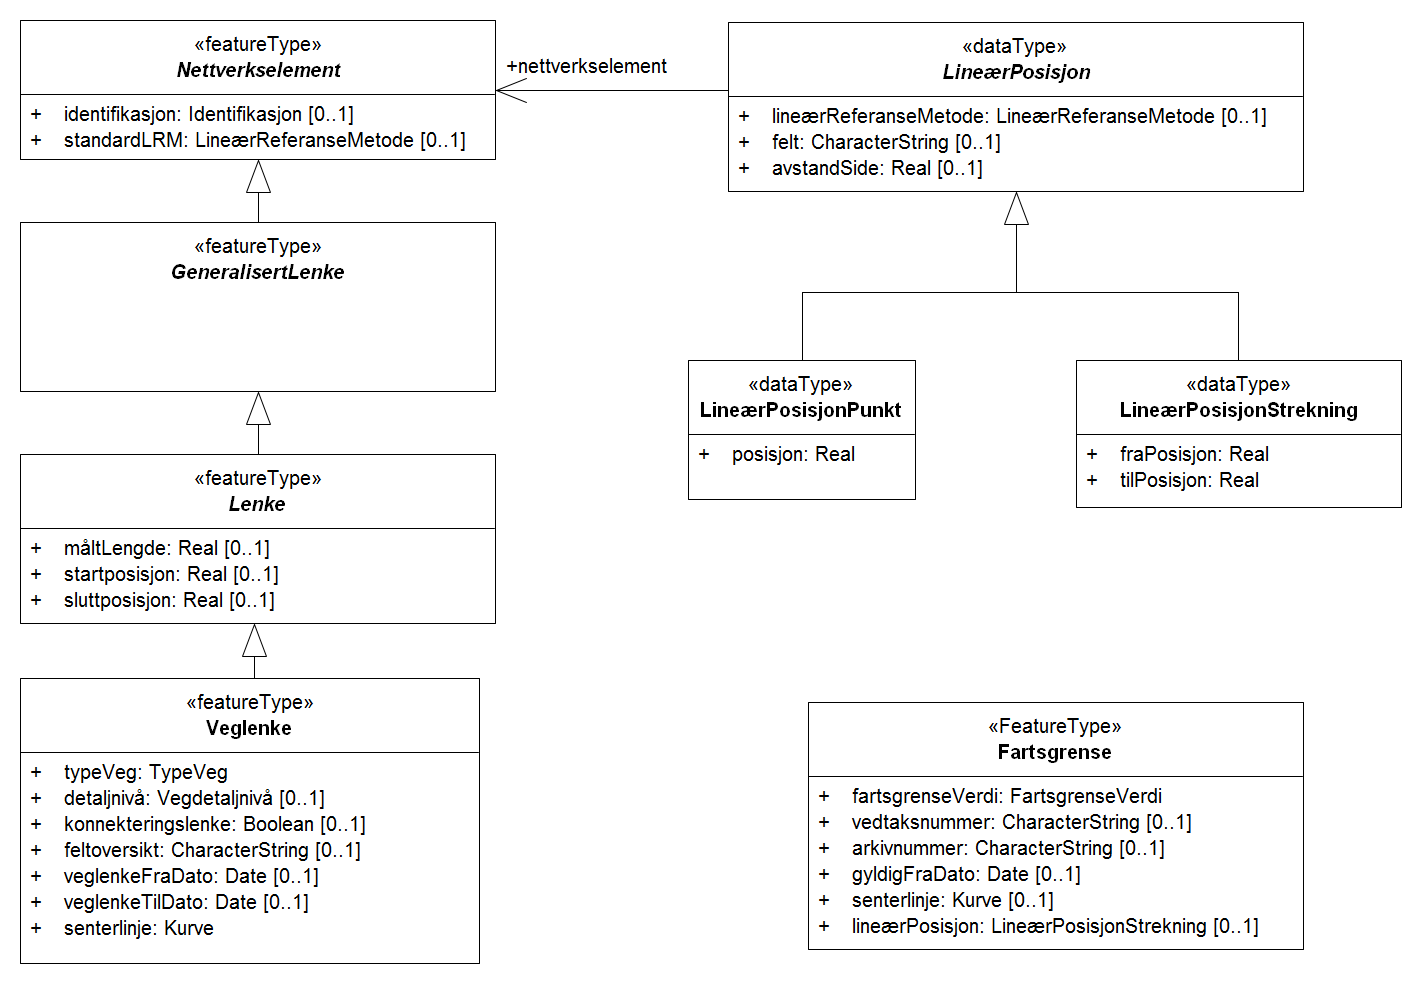 «featureType»
Nettverkselement
+ identifikasjon: Identifikasjon [0..1]
+ standardLRM: LineærReferanseMetode [0..1]
+nettverkselement
«dataType»
LineærPosisjon
+ lineærReferanseMetode: LineærReferanseMetode [0..1]
+ felt: CharacterString [0..1]
+ avstandSide: Real [0..1]
«featureType»
GeneralisertLenke
«dataType»
LineærPosisjonPunkt
+ posisjon: Real
«dataType»
LineærPosisjonStrekning
+ fraPosisjon: Real
+ tilPosisjon: Real
«featureType»
Lenke
+ måltLengde: Real [0..1]
+ startposisjon: Real [0..1]
+ sluttposisjon: Real [0..1]
«featureType»
Veglenke
+ typeVeg: TypeVeg
+ detaljnivå: Vegdetaljnivå [0..1]
+ konnekteringslenke: Boolean [0..1]
+ feltoversikt: CharacterString [0..1]
+ veglenkeFraDato: Date [0..1]
+ veglenkeTilDato: Date [0..1]
+ senterlinje: Kurve
«FeatureType»
Fartsgrense
+ fartsgrenseVerdi: FartsgrenseVerdi
+ vedtaksnummer: CharacterString [0..1]
+ arkivnummer: CharacterString [0..1]
+ gyldigFraDato: Date [0..1]
+ senterlinje: Kurve [0..1]
+ lineærPosisjon: LineærPosisjonStrekning [0..1]